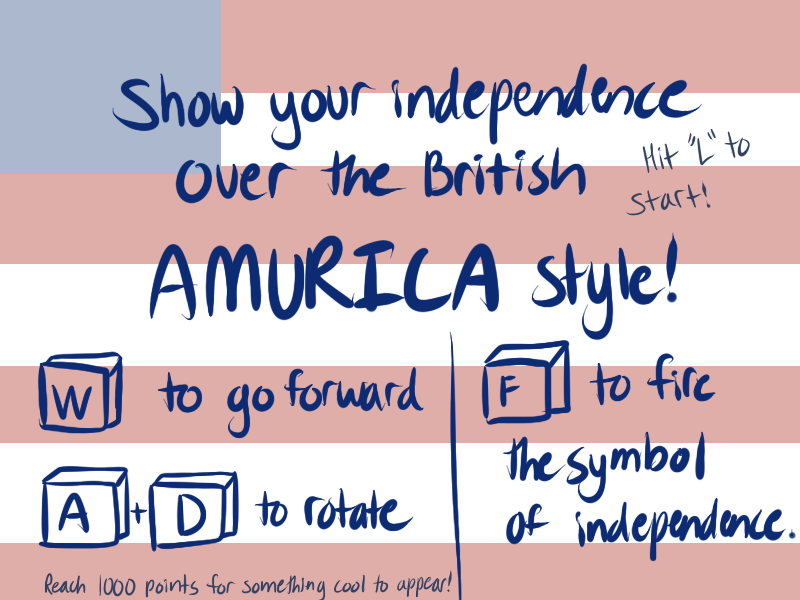 Show your independence
over the British
Hit "L" to
Start!
AMURICA style!
W to go forward
A + D to rotate
F to fire
the symbol
of independence.
Reach 1000 points for something cool to appear!